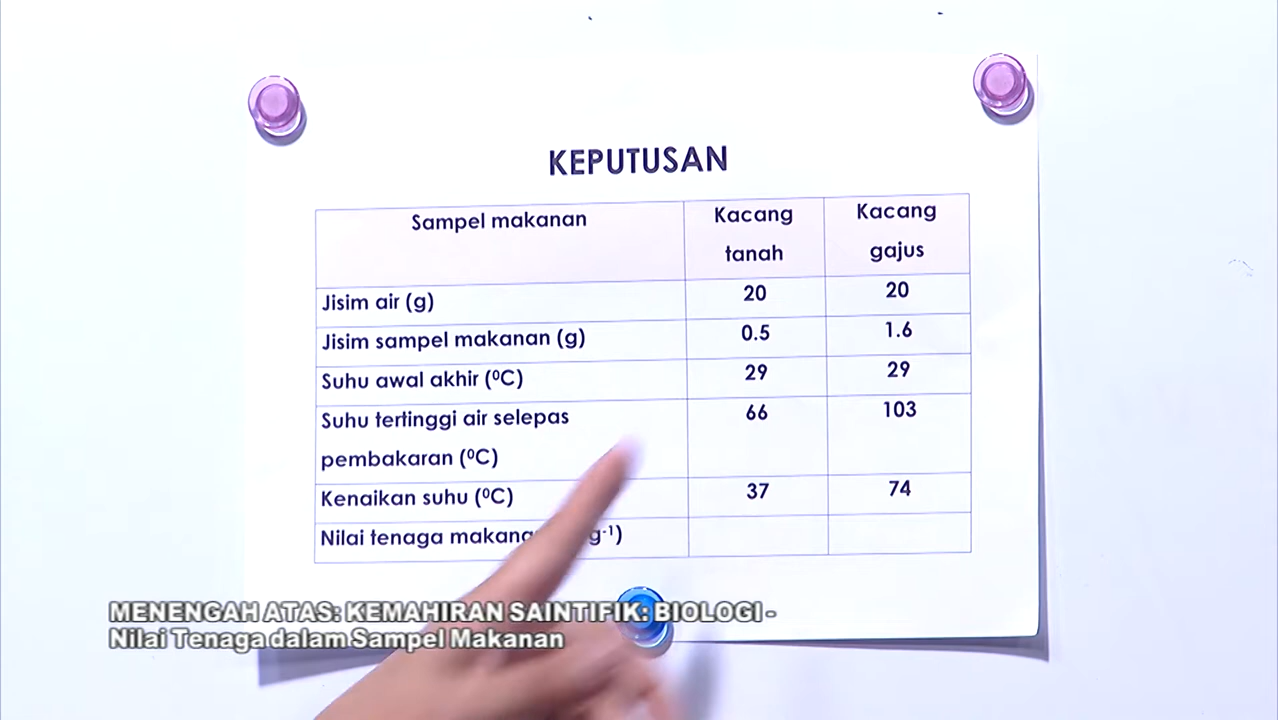 KEPUTUSAN
Sampel makanan
Kacang
tanah
Kacang
gajus
Jisim air (g)
20
20
Jisim sampel makanan (g)
0.5
1.6
Suhu awal akhir (⁰C)
29
29
Suhu tertinggi air selepas
pembakaran (⁰C)
66
103
Kenaikan suhu (⁰C)
37
74
Nilai tenaga g⁻¹)
MENENGAH ATAS: KEMAHIRAN SAINTIFIK: BIOLOGI -
Nilai Tenaga dalam Sampel Makanan